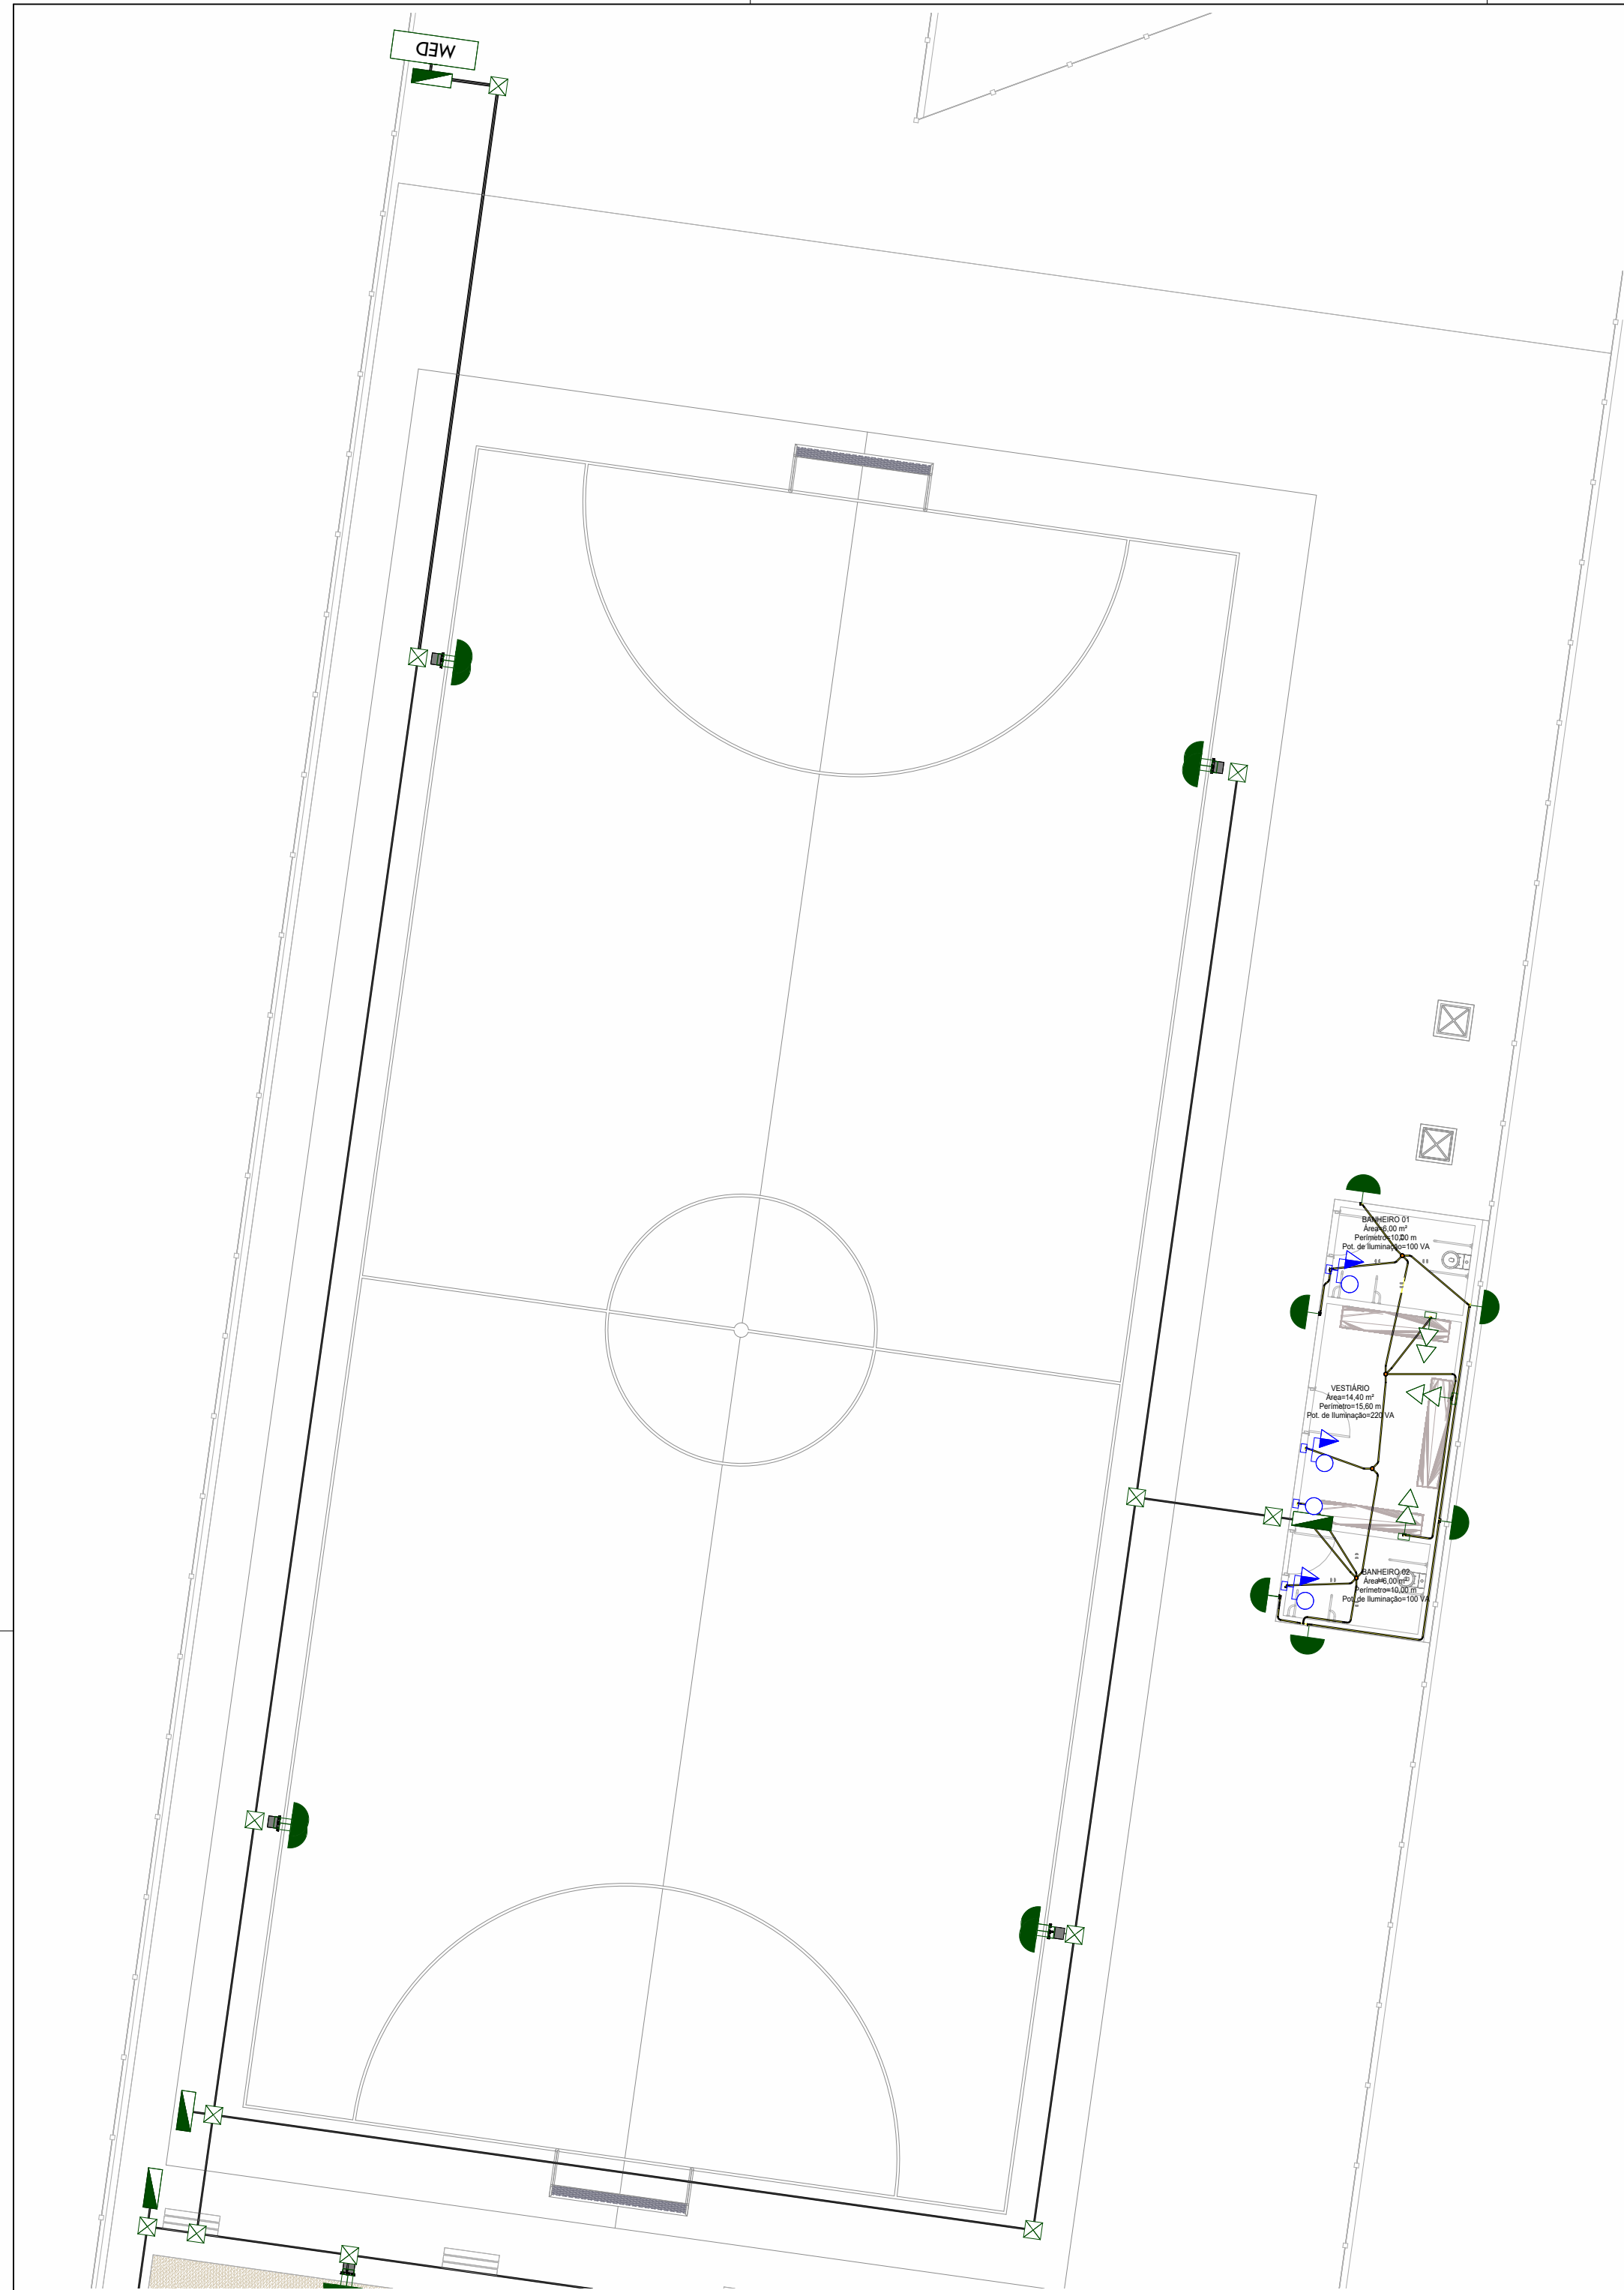 MED
BANHEIRO 01
Área=6,00 m²
Perímetro=10,00 m
Pot. de Iluminação=100 VA
VESTIÁRIO
Área=14,40 m²
Perímetro=15,60 m
Pot. de Iluminação=220 VA
BANHEIRO 02
Área=6,00 m²
Perímetro=10,00 m
Pot. de Iluminação=100 VA